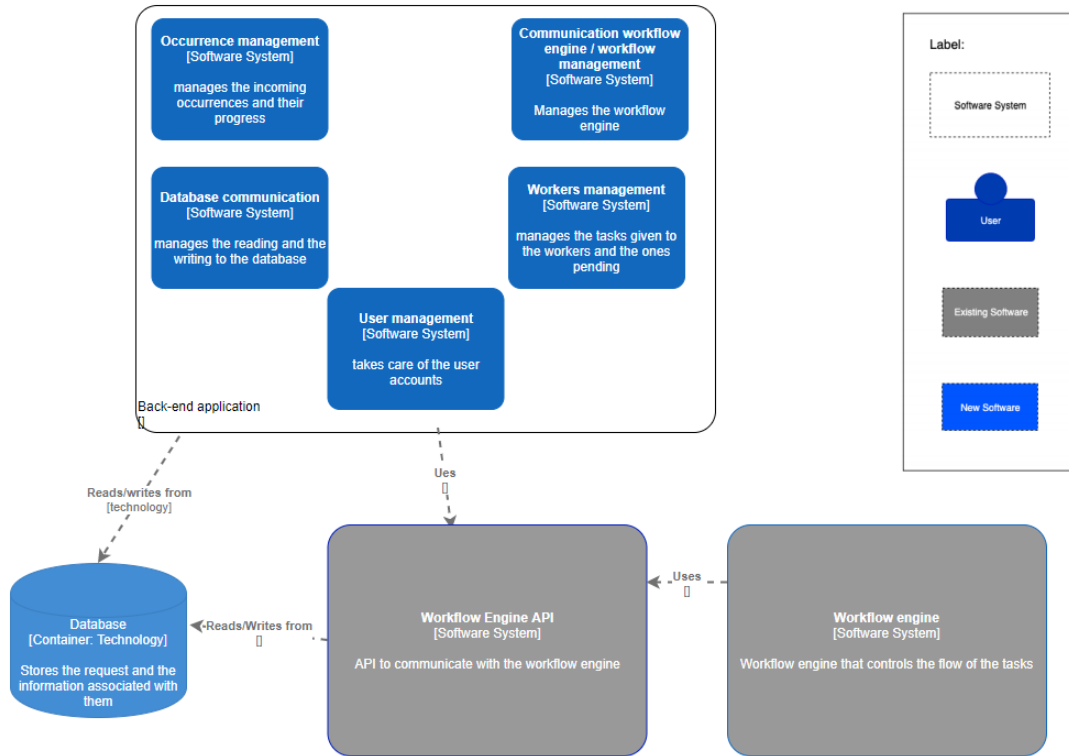 Occurrence management
[Software System]
manages the incoming
occurrences and their
progress
Communication workflow
engine / workflow
management
[Software System]
Manages the workflow
engine
Database communication
[Software System]
manages the reading and the
writing to the database
Workers management
[Software System]
manages the tasks given to
the workers and the ones
pending
User management
[Software System]
takes care of the user
accounts
Back-end application
[]
Label:
Software System
User
Existing Software
New Software
Reads/writes from
[technology]
Ues
[]
Database
[Container: Technology]
Stores the request and the
information associated with
them
Reads/Writes from
[]
Workflow Engine API
[Software System]
API to communicate with the workflow engine
Uses
[]
Workflow engine
[Software System]
Workflow engine that controls the flow of the tasks